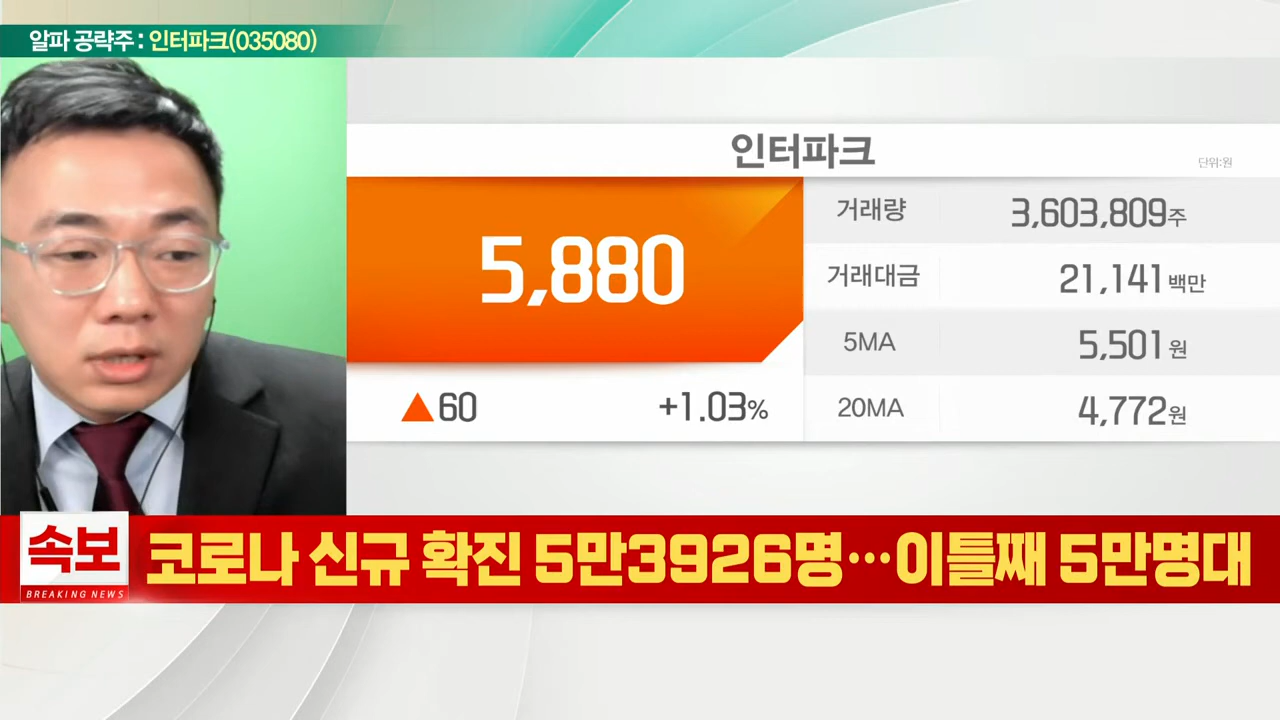 알파 공략주 : 인터파크(035080)
인터파크
단위:원
5,880
▲60 +1.03%
거래량 3,603,809주
거래대금 21,141백만
5MA 5,501원
20MA 4,772원
속보
BREAKING NEWS
코로나 신규 확진 5만3926명…이틀째 5만명대